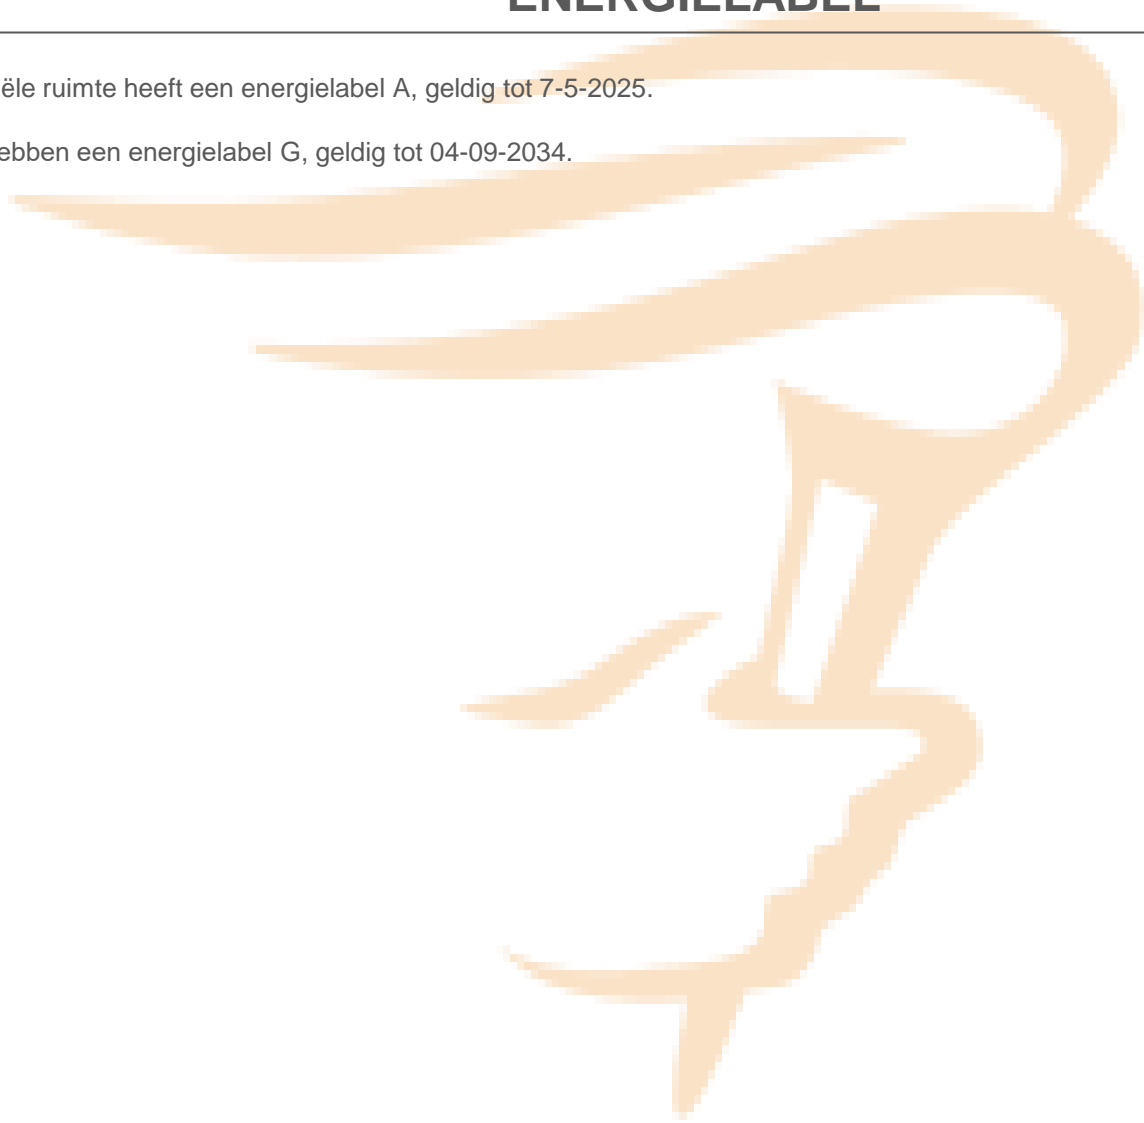 ENERGIELABEL
ële ruimte heeft een energielabel A, geldig tot 7-5-2025.
ebben een energielabel G, geldig tot 04-09-2034.